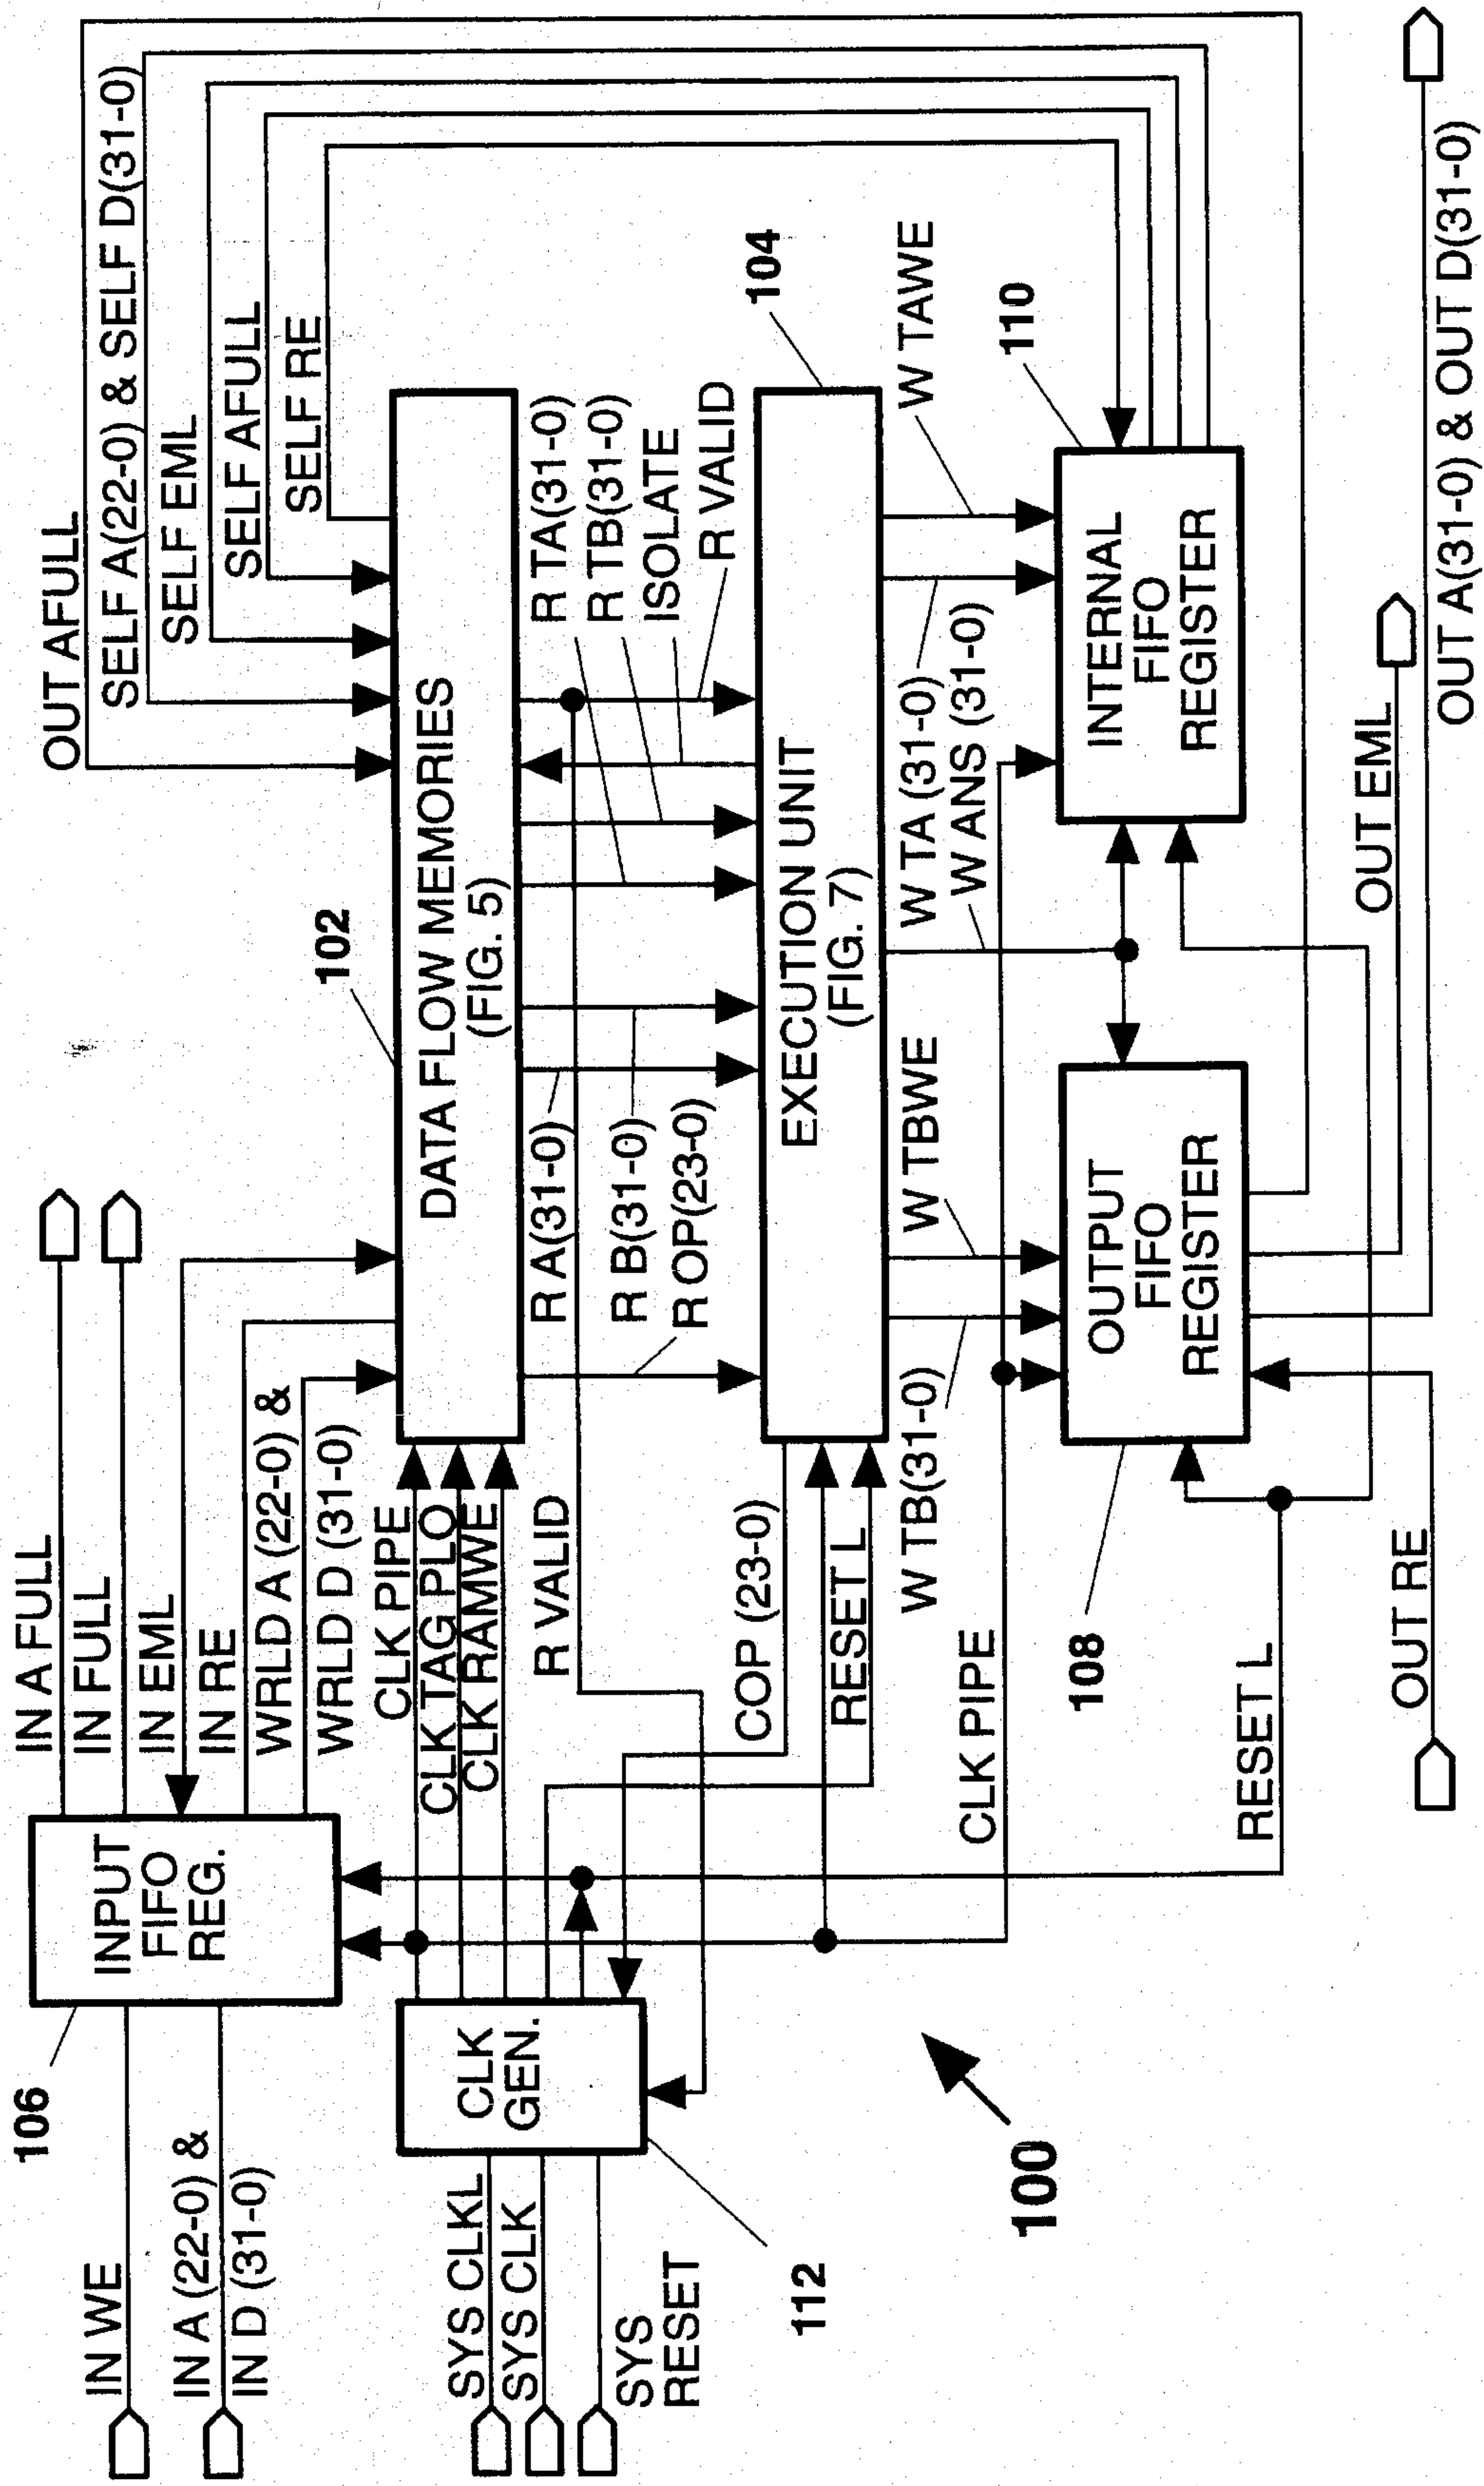 IN WE
IN A (22-0) &
IN D (31-0)
106
INPUT
FIFO
REG.
IN A FULL
IN FULL
IN EML
IN RE
WRLD A (22-0) &
WRLD D (31-0)
OUT AFULL
SELF A(22-0) & SELF D(31-0)
SELF EML
SELF AFULL
SELF RE
SYS CLKL
SYS CLK
SYS
RESET
112
CLK
GEN.
CLK PIPE
CLK TAG PLO
CLK RAMWE
R VALID
102
DATA FLOW MEMORIES
(FIG. 5)
R A(31-0)
R B(31-0)
R OP(23-0)
R TA(31-0)
R TB(31-0)
ISOLATE
R VALID
COP (23-0)
RESET L
104
EXECUTION UNIT
(FIG. 7)
W TB(31-0)
W TBWE
W TA (31-0)
W ANS (31-0)
W TAWE
CLK PIPE
108
OUTPUT
FIFO
REGISTER
110
INTERNAL
FIFO
REGISTER
RESET L
OUT RE
OUT EML
OUT A(31-0) & OUT D(31-0)
100